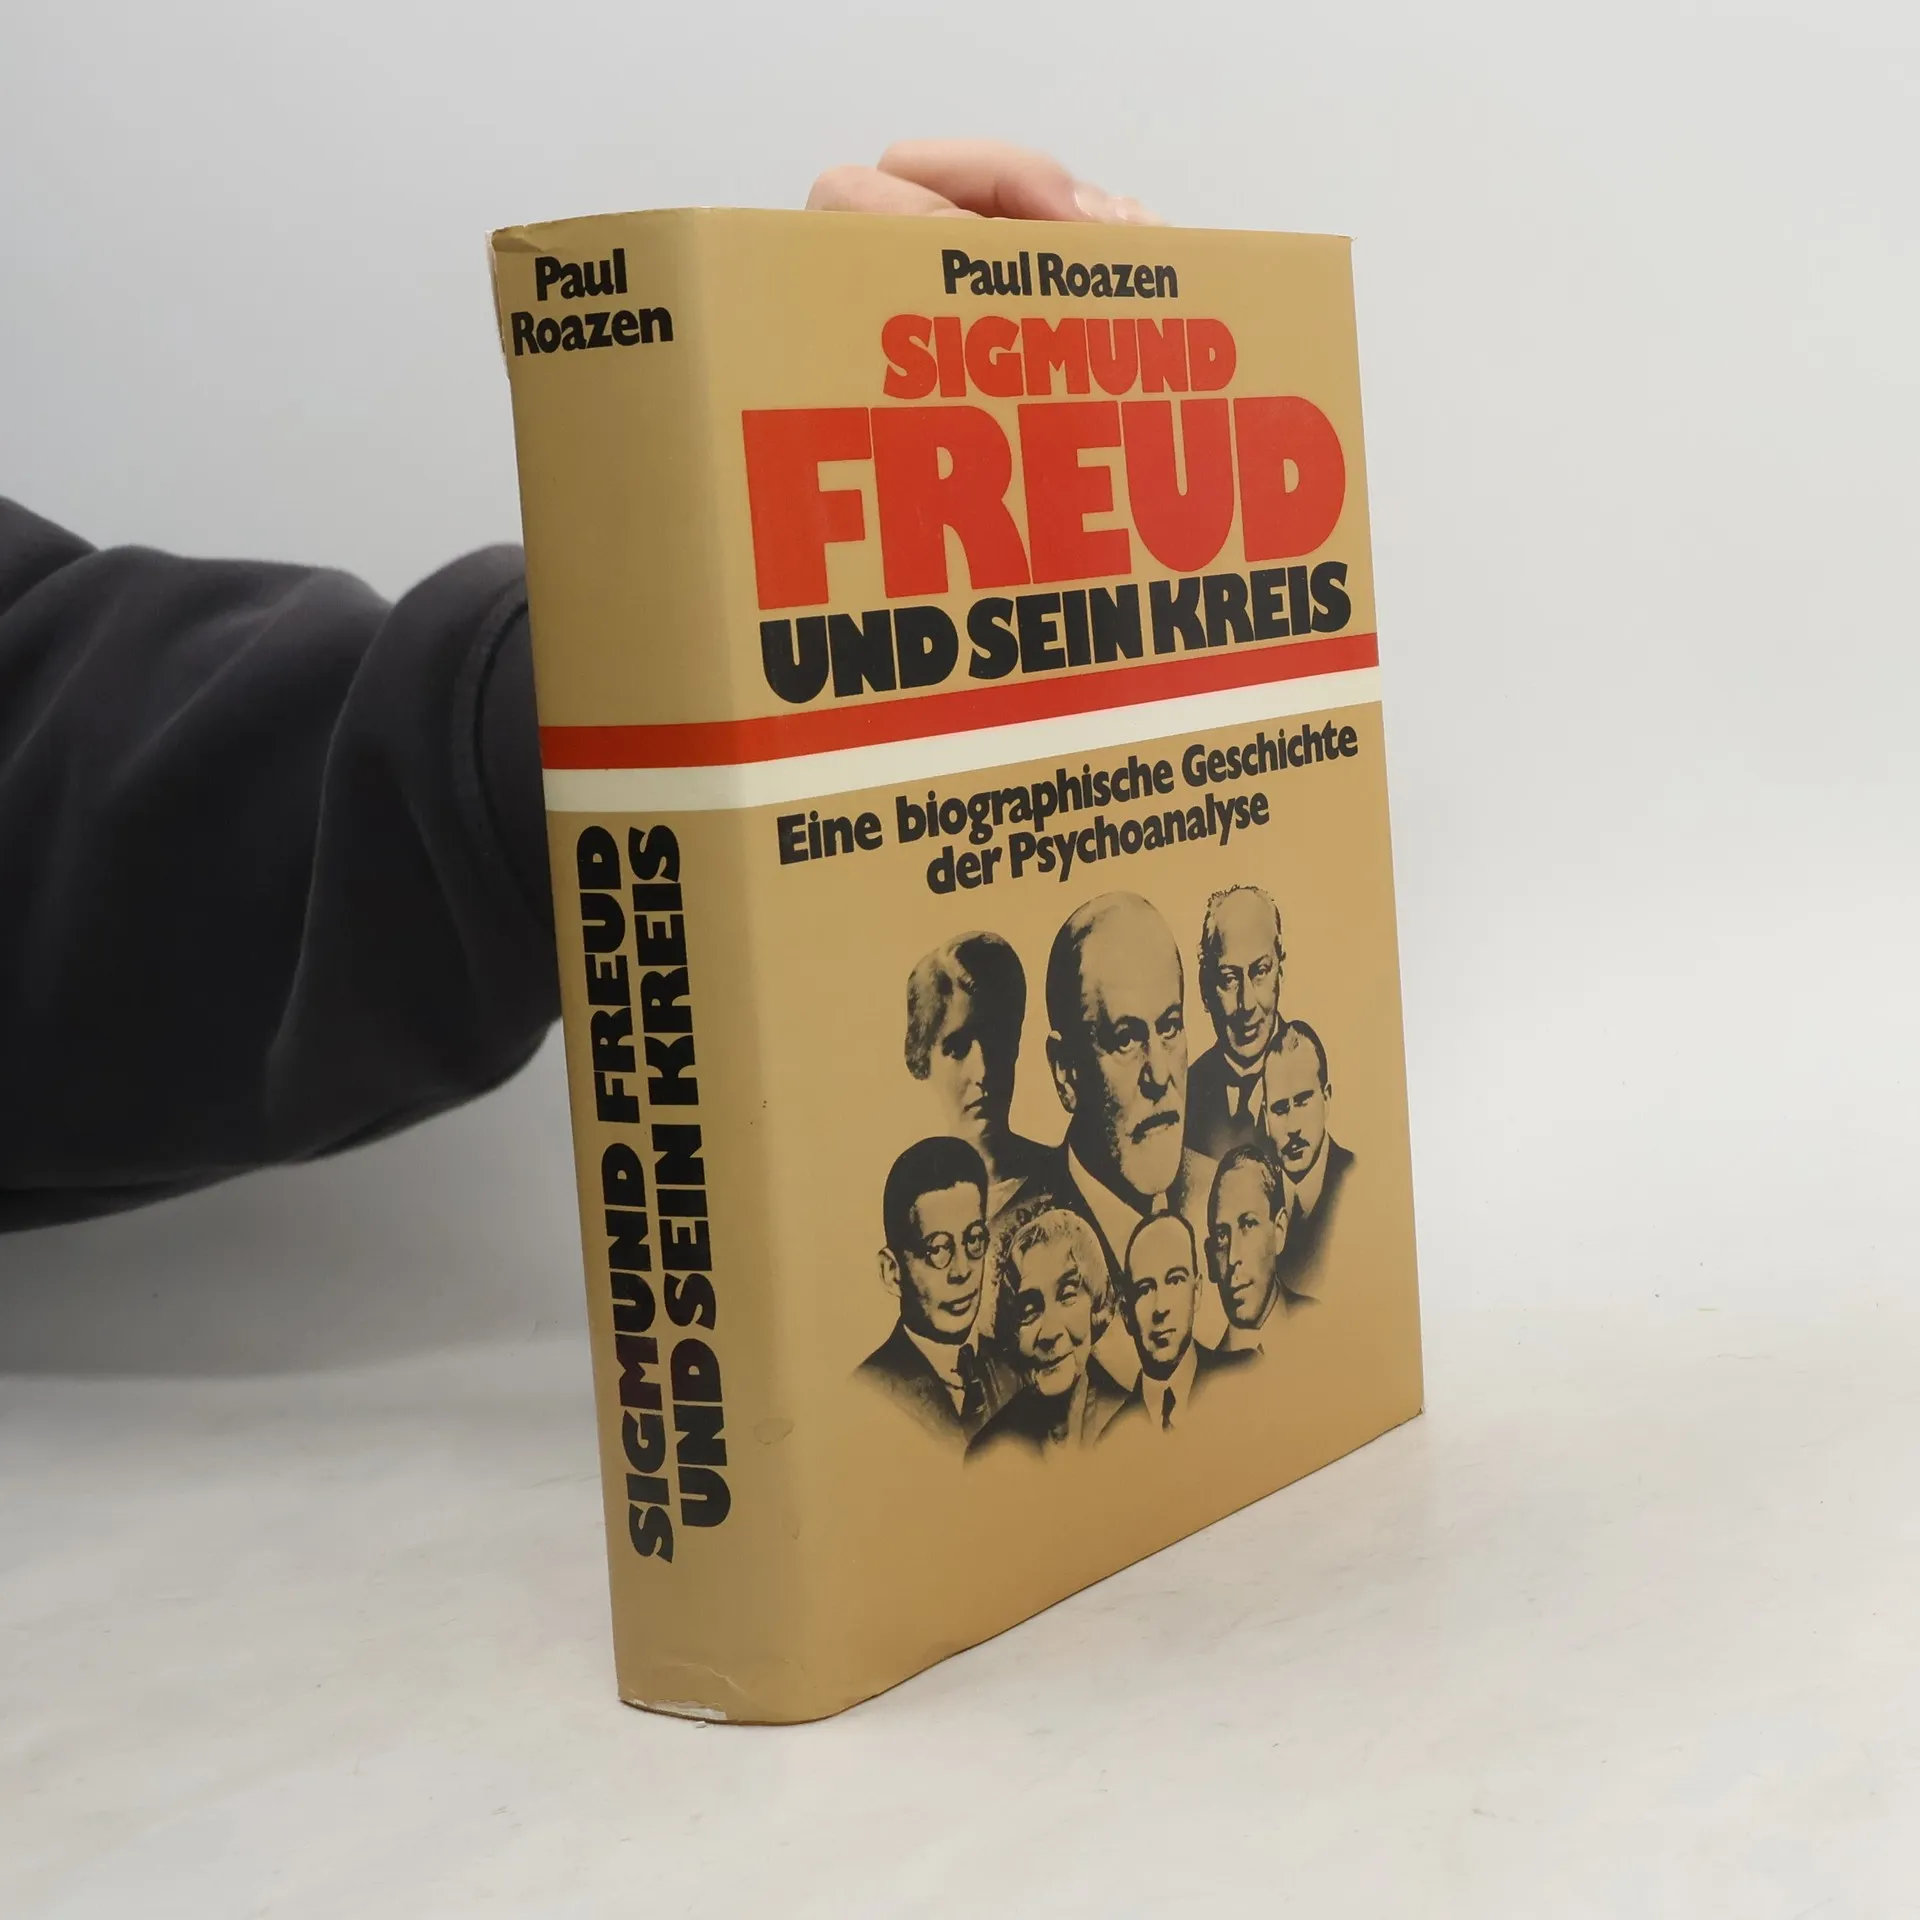 Paul
Roazen
SIGMUND FREUD
UND SEIN KREIS
Paul Roazen
SIGMUND
FREUD
UND SEIN KREIS
Eine biographische Geschichte
der Psychoanalyse